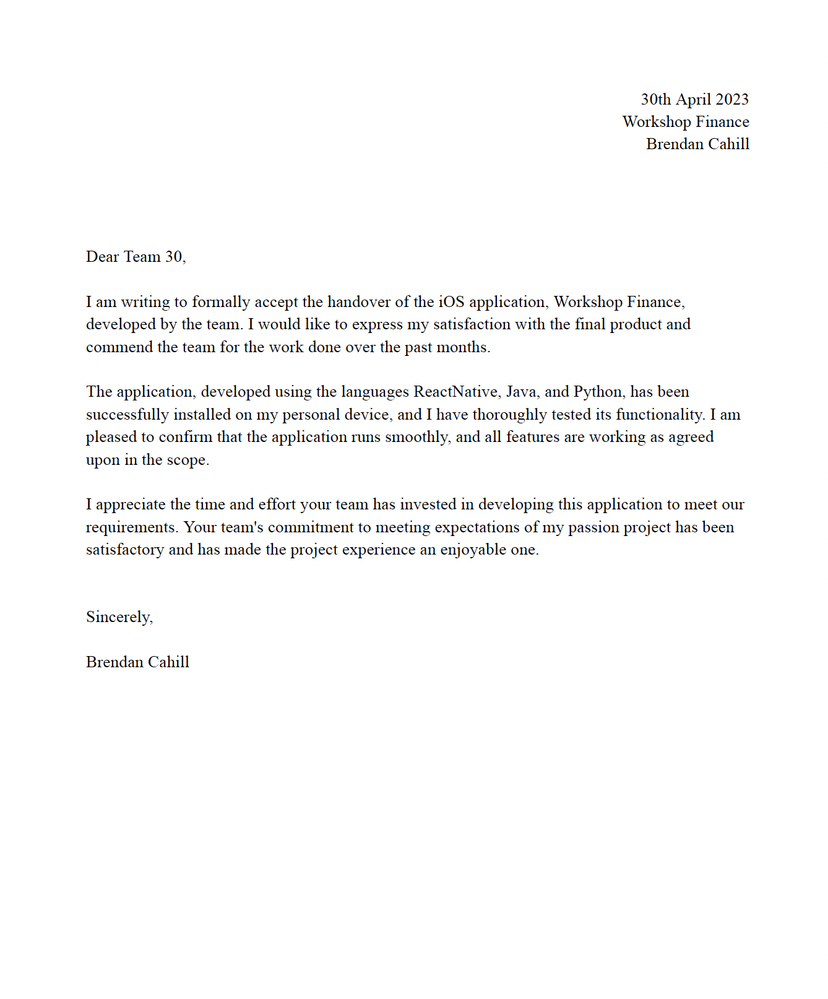 30th April 2023
Workshop Finance
Brendan Cahill
Dear Team 30,
I am writing to formally accept the handover of the iOS application, Workshop Finance,
developed by the team. I would like to express my satisfaction with the final product and
commend the team for the work done over the past months.
The application, developed using the languages ReactNative, Java, and Python, has been
successfully installed on my personal device, and I have thoroughly tested its functionality. I am
pleased to confirm that the application runs smoothly, and all features are working as agreed
upon in the scope.
I appreciate the time and effort your team has invested in developing this application to meet our
requirements. Your team's commitment to meeting expectations of my passion project has been
satisfactory and has made the project experience an enjoyable one.
Sincerely,
Brendan Cahill